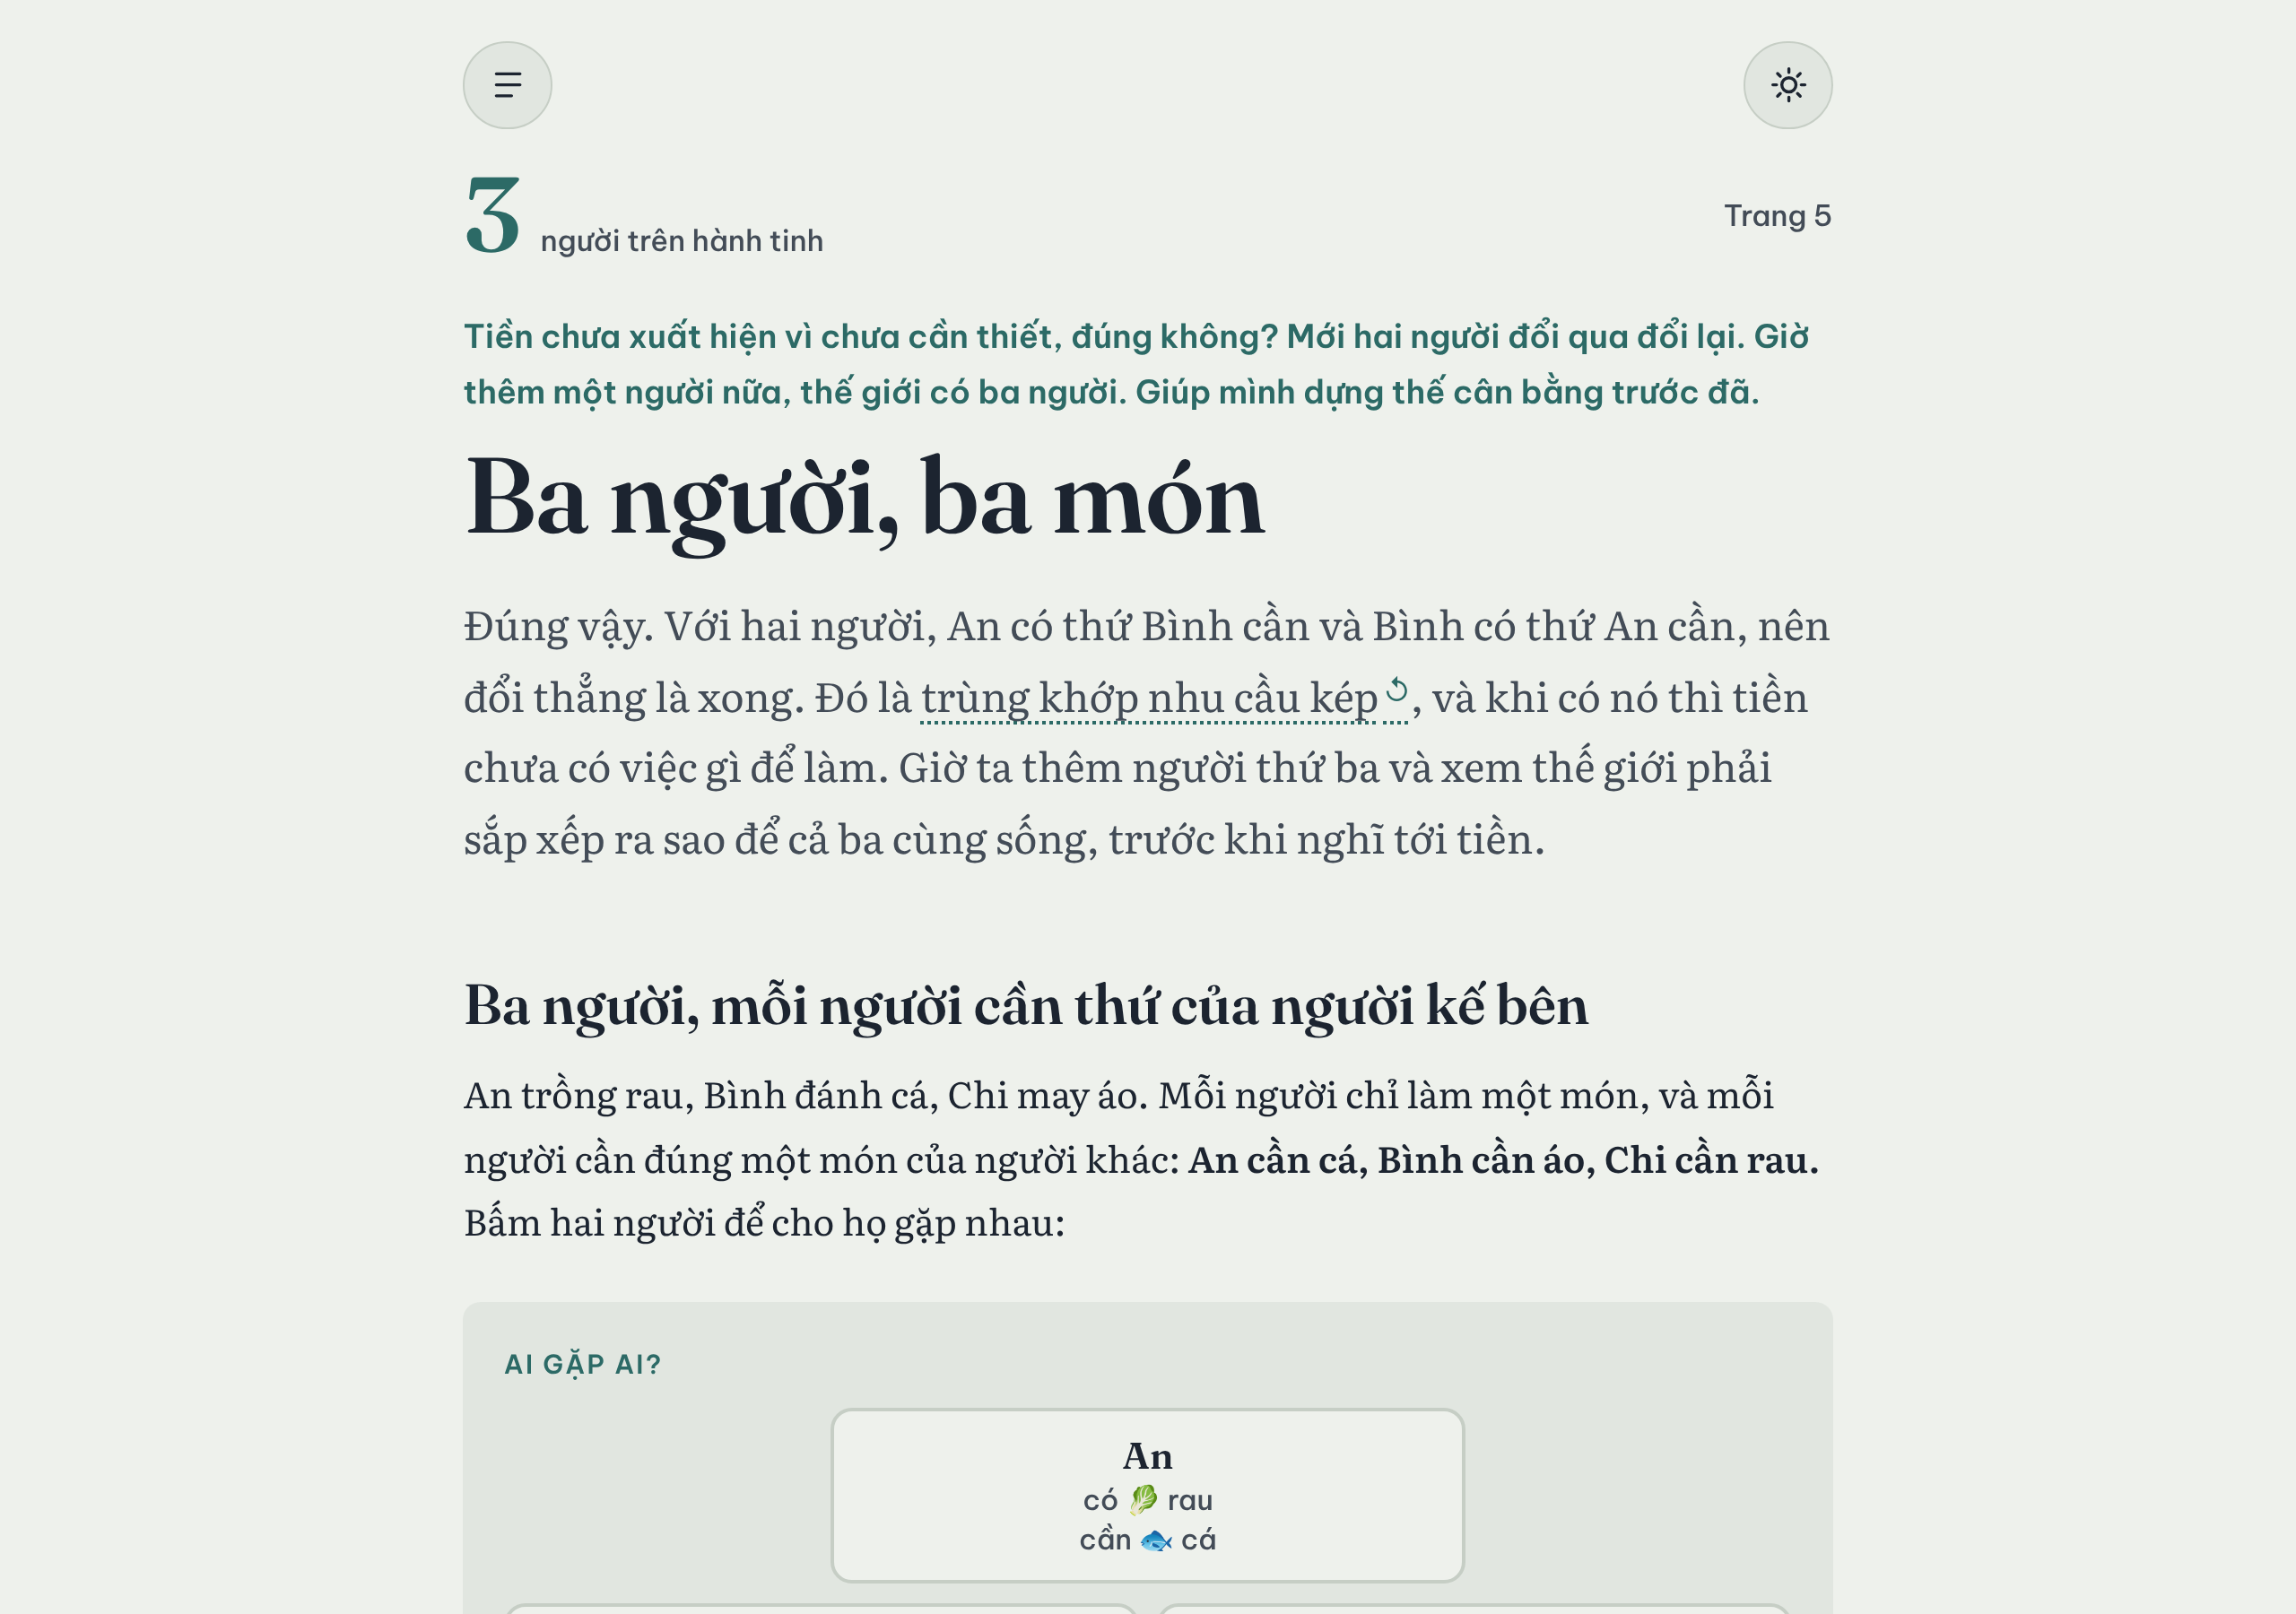 3 người trên hành tinh
Trang 5
Tiền chưa xuất hiện vì chưa cần thiết, đúng không? Mới hai người đổi qua đổi lại. Giờ
thêm một người nữa, thế giới có ba người. Giúp mình dựng thế cân bằng trước đã.
Ba người, ba món
Đúng vậy. Với hai người, An có thứ Bình cần và Bình có thứ An cần, nên
đổi thẳng là xong. Đó là trùng khớp nhu cầu kép, và khi có nó thì tiền
chưa có việc gì để làm. Giờ ta thêm người thứ ba và xem thế giới phải
sắp xếp ra sao để cả ba cùng sống, trước khi nghĩ tới tiền.
Ba người, mỗi người cần thứ của người kế bên
An trồng rau, Bình đánh cá, Chi may áo. Mỗi người chỉ làm một món, và mỗi
người cần đúng một món của người khác: An cần cá, Bình cần áo, Chi cần rau.
Bấm hai người để cho họ gặp nhau:
AI GẶP AI?
An
có 🥬 rau
cần 🐟 cá